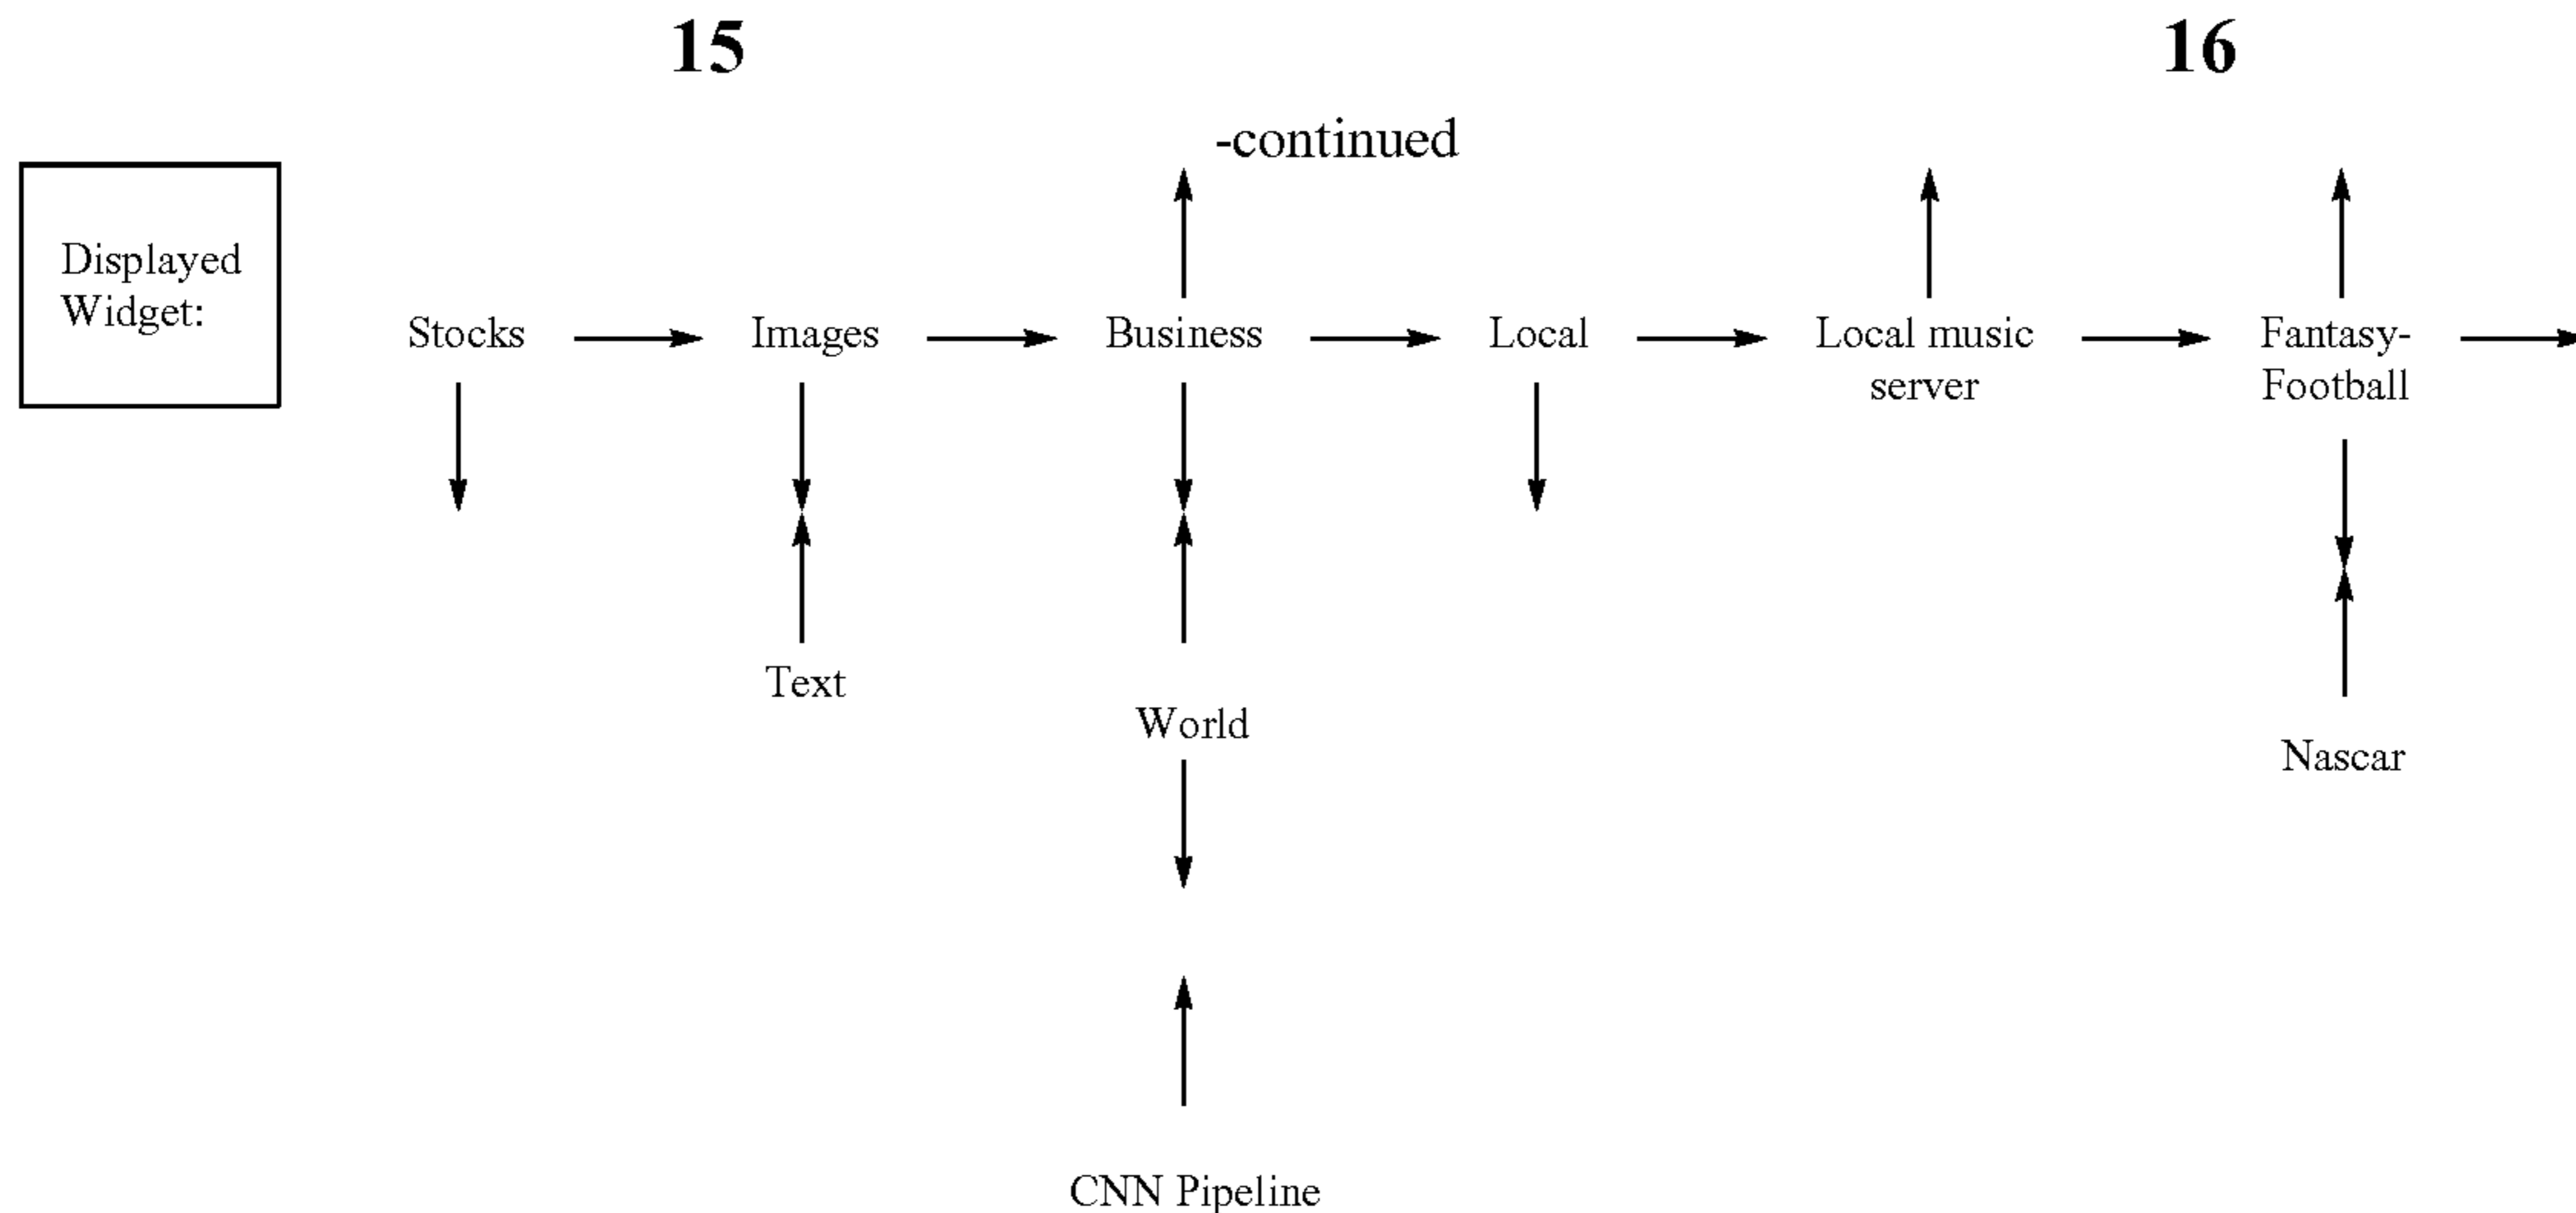 15
16
-continued
Displayed
Widget:
Stocks
Images
Business
Local
Local music
server
Fantasy-
Football
Text
World
Nascar
CNN Pipeline